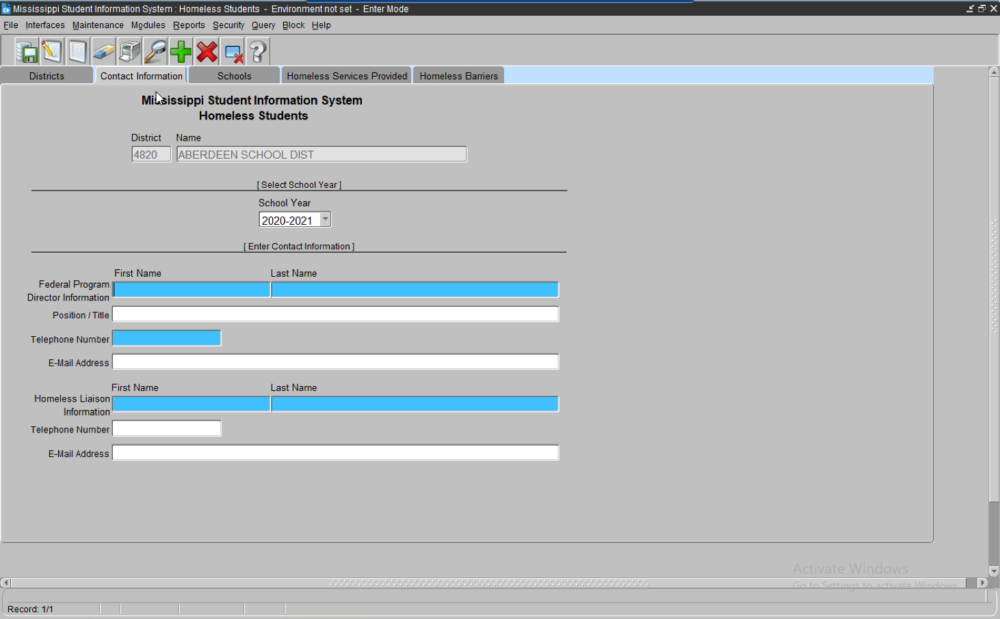 Mississippi Student Information System : Homeless Students - Environment not set - Enter Mode
File Interfaces Maintenance Modules Reports Security Query Block Help
Districts Contact Information Schools Homeless Services Provided Homeless Barriers
Mississippi Student Information System
Homeless Students
District Name
4820 ABERDEEN SCHOOL DIST
[ Select School Year ]
School Year
2020-2021
[ Enter Contact Information ]
First Name Last Name
Federal Program
Director Information
Position / Title
Telephone Number
E-Mail Address
First Name Last Name
Homeless Liaison
Information
Telephone Number
E-Mail Address
Activate Windows
Go to Settings to activate Windows.
Record: 1/1